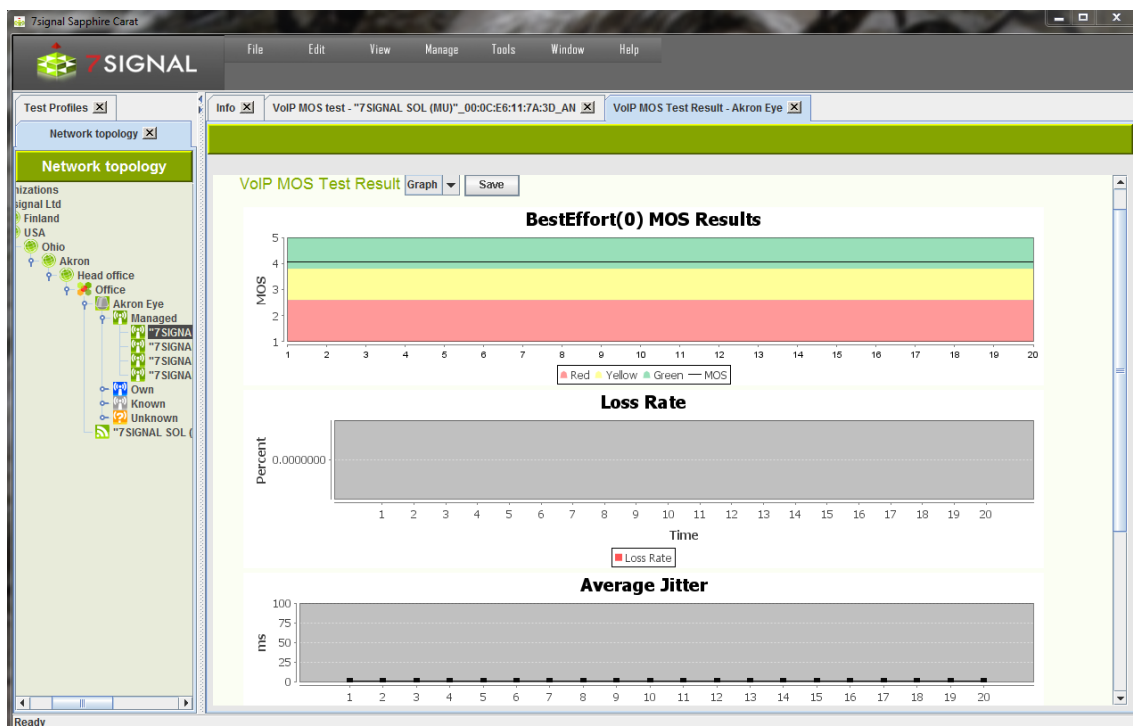 7signal Sapphire Carat
7SIGNAL
File Edit View Manage Tools Window Help
Test Profiles
Network topology
Network topology
nizations
signal Ltd
Finland
USA
Ohio
Akron
Head office
Office
Akron Eye
Managed
"7SIGNA
"7SIGNA
"7SIGNA
"7SIGNA
Own
Known
Unknown
"7SIGNAL SOL (
Ready
Info
VoIP MOS test - "7SIGNAL SOL (MU)"_00:0C:E6:11:7A:3D_AN
VoIP MOS Test Result - Akron Eye
VoIP MOS Test Result Graph Save
BestEffort(0) MOS Results
MOS
5
4
3
2
1
1 2 3 4 5 6 7 8 9 10 11 12 13 14 15 16 17 18 19 20
Red Yellow Green MOS
Loss Rate
Percent
0.0000000
1 2 3 4 5 6 7 8 9 10 11 12 13 14 15 16 17 18 19 20
Time
Loss Rate
Average Jitter
ms
100
75
50
25
0
1 2 3 4 5 6 7 8 9 10 11 12 13 14 15 16 17 18 19 20